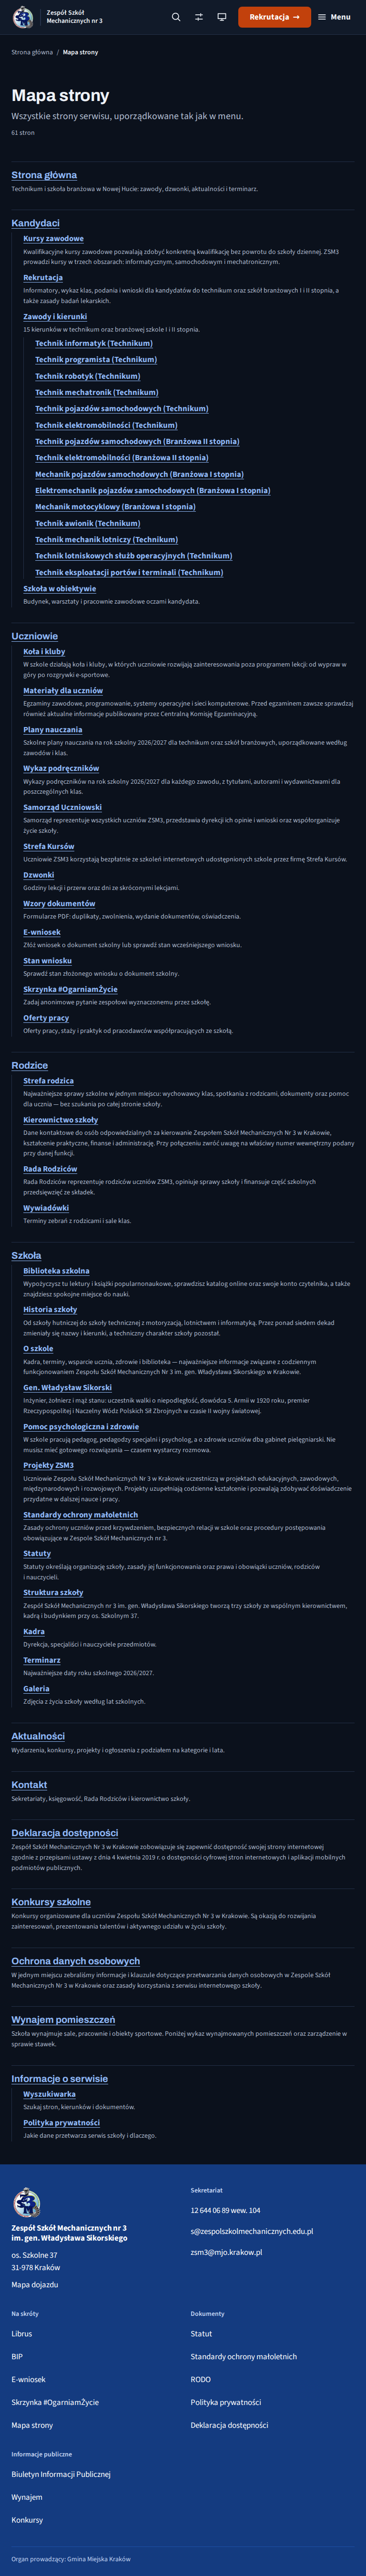 Zespół Szkół
Mechanicznych nr 3
Rekrutacja →
Menu
Strona główna / Mapa strony
Mapa strony
Wszystkie strony serwisu, uporządkowane tak jak w menu.
61 stron
Strona główna
Technikum i szkoła branżowa w Nowej Hucie: zawody, dzwonki, aktualności i terminarz.
Kandydaci
Kursy zawodowe
Kwalifikacyjne kursy zawodowe pozwalają zdobyć konkretną kwalifikację bez powrotu do szkoły dziennej. ZSM3
prowadzi kursy w trzech obszarach: informatycznym, samochodowym i mechatronicznym.
Rekrutacja
Informatory, wykaz klas, podania i wnioski dla kandydatów do technikum oraz szkół branżowych I i II stopnia, a
także zasady badań lekarskich.
Zawody i kierunki
15 kierunków w technikum oraz branżowej szkole I i II stopnia.
Technik informatyk (Technikum)
Technik programista (Technikum)
Technik robotyk (Technikum)
Technik mechatronik (Technikum)
Technik pojazdów samochodowych (Technikum)
Technik elektromobilności (Technikum)
Technik pojazdów samochodowych (Branżowa II stopnia)
Technik elektromobilności (Branżowa II stopnia)
Mechanik pojazdów samochodowych (Branżowa I stopnia)
Elektromechanik pojazdów samochodowych (Branżowa I stopnia)
Mechanik motocyklowy (Branżowa I stopnia)
Technik awionik (Technikum)
Technik mechanik lotniczy (Technikum)
Technik lotniskowych służb operacyjnych (Technikum)
Technik eksploatacji portów i terminali (Technikum)
Szkoła w obiektywie
Budynek, warsztaty i pracownie zawodowe oczami kandydata.
Uczniowie
Koła i kluby
W szkole działają koła i kluby, w których uczniowie rozwijają zainteresowania poza programem lekcji: od wypraw w
góry po rozgrywki e-sportowe.
Materiały dla uczniów
Egzaminy zawodowe, programowanie, systemy operacyjne i sieci komputerowe. Przed egzaminem zawsze sprawdzaj
również aktualne informacje publikowane przez Centralną Komisję Egzaminacyjną.
Plany nauczania
Szkolne plany nauczania na rok szkolny 2026/2027 dla technikum oraz szkół branżowych, uporządkowane według
zawodów i klas.
Wykaz podręczników
Wykazy podręczników na rok szkolny 2026/2027 dla każdego zawodu, z tytułami, autorami i wydawnictwami dla
poszczególnych klas.
Samorząd Uczniowski
Samorząd reprezentuje wszystkich uczniów ZSM3, przedstawia dyrekcji ich opinie i wnioski oraz współorganizuje
życie szkoły.
Strefa Kursów
Uczniowie ZSM3 korzystają bezpłatnie ze szkoleń internetowych udostępnionych szkole przez firmę Strefa Kursów.
Dzwonki
Godziny lekcji i przerw oraz dni ze skróconymi lekcjami.
Wzory dokumentów
Formularze PDF: duplikaty, zwolnienia, wydanie dokumentów, oświadczenia.
E-wniosek
Złóż wniosek o dokument szkolny lub sprawdź stan wcześniejszego wniosku.
Stan wniosku
Sprawdź stan złożonego wniosku o dokument szkolny.
Skrzynka #OgarniamŻycie
Zadaj anonimowe pytanie zespołowi wyznaczonemu przez szkołę.
Oferty pracy
Oferty pracy, staży i praktyk od pracodawców współpracujących ze szkołą.
Rodzice
Strefa rodzica
Najważniejsze sprawy szkolne w jednym miejscu: wychowawcy klas, spotkania z rodzicami, dokumenty oraz pomoc
dla ucznia — bez szukania po całej stronie szkoły.
Kierownictwo szkoły
Dane kontaktowe do osób odpowiedzialnych za kierowanie Zespołem Szkół Mechanicznych Nr 3 w Krakowie,
kształcenie praktyczne, finanse i administrację. Przy połączeniu zwróć uwagę na właściwy numer wewnętrzny podany
przy danej funkcji.
Rada Rodziców
Rada Rodziców reprezentuje rodziców uczniów ZSM3, opiniuje sprawy szkoły i finansuje część szkolnych
przedsięwzięć ze składek.
Wywiadówki
Terminy zebrań z rodzicami i sale klas.
Szkoła
Biblioteka szkolna
Wypożyczysz tu lektury i książki popularnonaukowe, sprawdzisz katalog online oraz swoje konto czytelnika, a także
znajdziesz spokojne miejsce do nauki.
Historia szkoły
Od szkoły hutniczej do szkoły technicznej z motoryzacją, lotnictwem i informatyką. Przez ponad siedem dekad
zmieniały się nazwy i kierunki, a techniczny charakter szkoły pozostał.
O szkole
Kadra, terminy, wsparcie ucznia, zdrowie i biblioteka — najważniejsze informacje związane z codziennym
funkcjonowaniem Zespołu Szkół Mechanicznych Nr 3 im. gen. Władysława Sikorskiego w Krakowie.
Gen. Władysław Sikorski
Inżynier, żołnierz i mąż stanu: uczestnik walki o niepodległość, dowódca 5. Armii w 1920 roku, premier
Rzeczypospolitej i Naczelny Wódz Polskich Sił Zbrojnych w czasie II wojny światowej.
Pomoc psychologiczna i zdrowie
W szkole pracują pedagog, pedagodzy specjalni i psycholog, a o zdrowie uczniów dba gabinet pielęgniarski. Nie
musisz mieć gotowego rozwiązania — czasem wystarczy rozmowa.
Projekty ZSM3
Uczniowie Zespołu Szkół Mechanicznych Nr 3 w Krakowie uczestniczą w projektach edukacyjnych, zawodowych,
międzynarodowych i rozwojowych. Projekty uzupełniają codzienne kształcenie i pozwalają zdobywać doświadczenie
przydatne w dalszej nauce i pracy.
Standardy ochrony małoletnich
Zasady ochrony uczniów przed krzywdzeniem, bezpiecznych relacji w szkole oraz procedury postępowania
obowiązujące w Zespole Szkół Mechanicznych nr 3.
Statuty
Statuty określają organizację szkoły, zasady jej funkcjonowania oraz prawa i obowiązki uczniów, rodziców
i nauczycieli.
Struktura szkoły
Zespół Szkół Mechanicznych nr 3 im. gen. Władysława Sikorskiego tworzą trzy szkoły ze wspólnym kierownictwem,
kadrą i budynkiem przy os. Szkolnym 37.
Kadra
Dyrekcja, specjaliści i nauczyciele przedmiotów.
Terminarz
Najważniejsze daty roku szkolnego 2026/2027.
Galeria
Zdjęcia z życia szkoły według lat szkolnych.
Aktualności
Wydarzenia, konkursy, projekty i ogłoszenia z podziałem na kategorie i lata.
Kontakt
Sekretariaty, księgowość, Rada Rodziców i kierownictwo szkoły.
Deklaracja dostępności
Zespół Szkół Mechanicznych Nr 3 w Krakowie zobowiązuje się zapewnić dostępność swojej strony internetowej
zgodnie z przepisami ustawy z dnia 4 kwietnia 2019 r. o dostępności cyfrowej stron internetowych i aplikacji mobilnych
podmiotów publicznych.
Konkursy szkolne
Konkursy organizowane dla uczniów Zespołu Szkół Mechanicznych Nr 3 w Krakowie. Są okazją do rozwijania
zainteresowań, prezentowania talentów i aktywnego udziału w życiu szkoły.
Ochrona danych osobowych
W jednym miejscu zebraliśmy informacje i klauzule dotyczące przetwarzania danych osobowych w Zespole Szkół
Mechanicznych Nr 3 w Krakowie oraz zasady korzystania z serwisu internetowego szkoły.
Wynajem pomieszczeń
Szkoła wynajmuje sale, pracownie i obiekty sportowe. Poniżej wykaz wynajmowanych pomieszczeń oraz zarządzenie w
sprawie stawek.
Informacje o serwisie
Wyszukiwarka
Szukaj stron, kierunków i dokumentów.
Polityka prywatności
Jakie dane przetwarza serwis szkoły i dlaczego.
Zespół Szkół Mechanicznych nr 3
im. gen. Władysława Sikorskiego
os. Szkolne 37
31-978 Kraków
Mapa dojazdu
Sekretariat
12 644 06 89 wew. 104
s@zespolszkolmechanicznych.edu.pl
zsm3@mjo.krakow.pl
Na skróty
Librus
BIP
E-wniosek
Skrzynka #OgarniamŻycie
Mapa strony
Dokumenty
Statut
Standardy ochrony małoletnich
RODO
Polityka prywatności
Deklaracja dostępności
Informacje publiczne
Biuletyn Informacji Publicznej
Wynajem
Konkursy
Organ prowadzący: Gmina Miejska Kraków